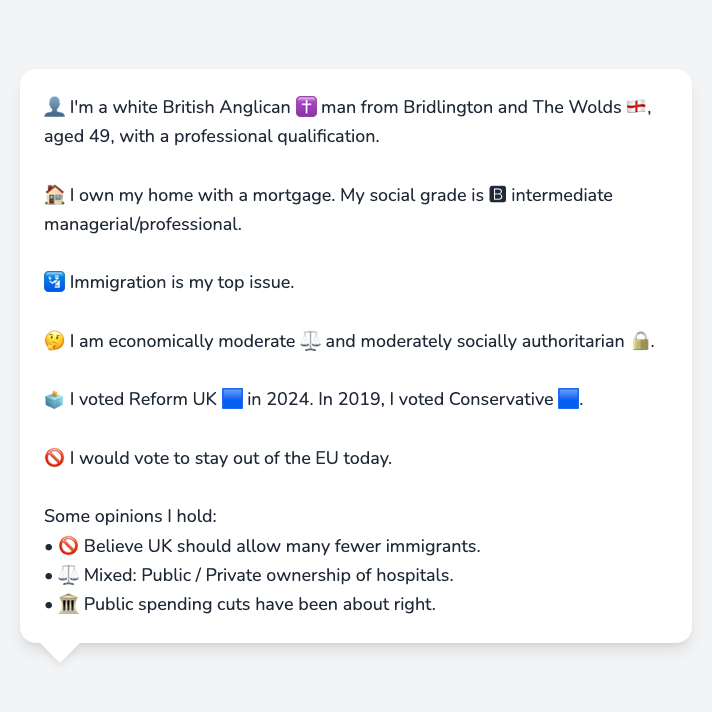 👤 I'm a white British Anglican ✝️ man from Bridlington and The Wolds 🏴󠁧󠁢󠁥󠁮󠁧󠁿,
aged 49, with a professional qualification.
🏠 I own my home with a mortgage. My social grade is 🅱 intermediate
managerial/professional.
🛂 Immigration is my top issue.
🤔 I am economically moderate ⚖️ and moderately socially authoritarian 🔒.
🗳️ I voted Reform UK 🟦 in 2024. In 2019, I voted Conservative 🟦.
🚫 I would vote to stay out of the EU today.
Some opinions I hold:
• 🚫 Believe UK should allow many fewer immigrants.
• ⚖️ Mixed: Public / Private ownership of hospitals.
• 🏛️ Public spending cuts have been about right.